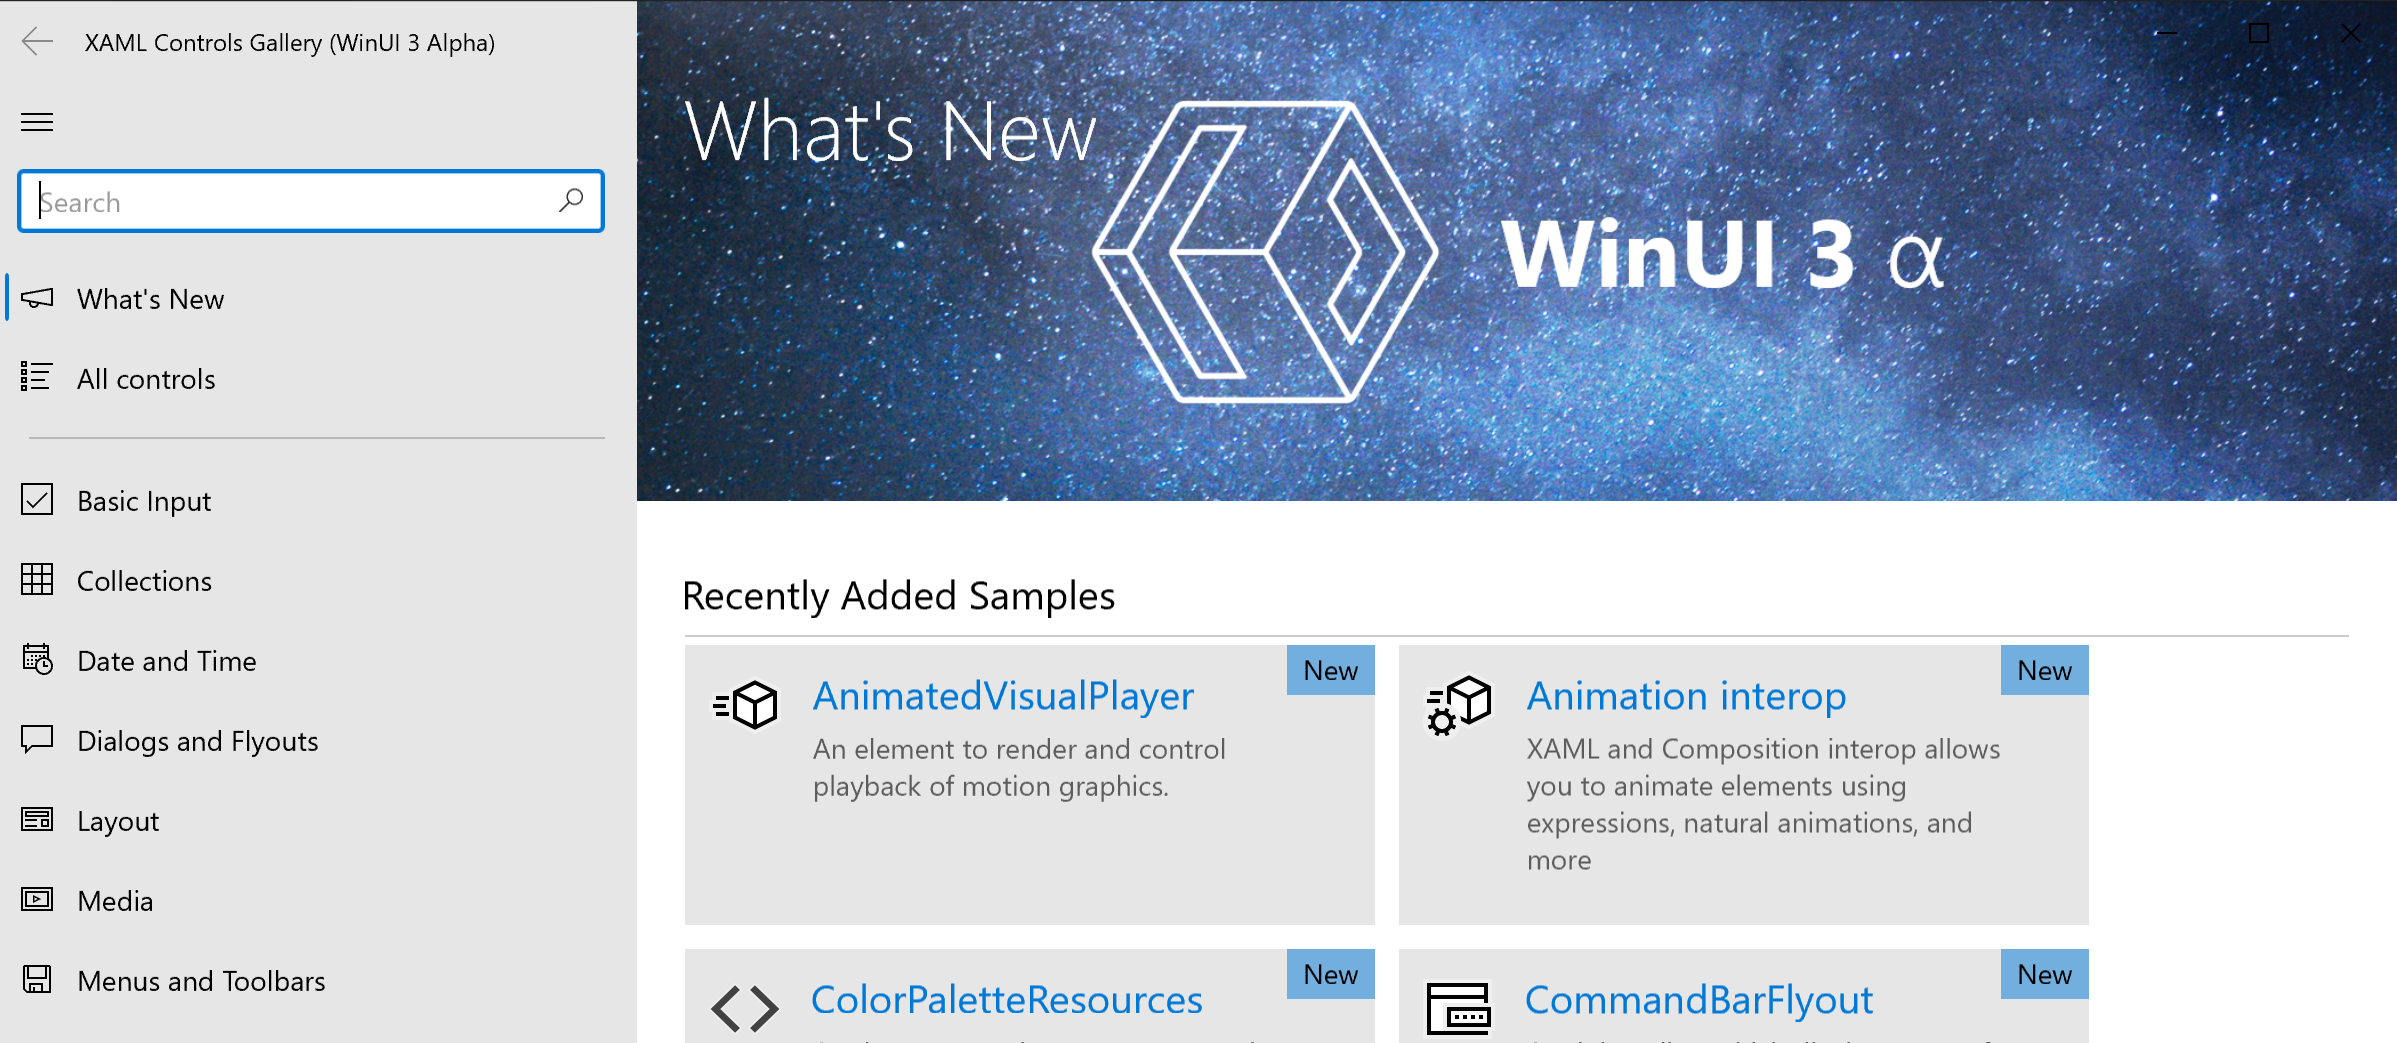 XAML Controls Gallery (WinUI 3 Alpha)
Search
What's New
All controls
Basic Input
Collections
Date and Time
Dialogs and Flyouts
Layout
Media
Menus and Toolbars
What's New
WinUI 3 α
Recently Added Samples
AnimatedVisualPlayer
New
An element to render and control
playback of motion graphics.
Animation interop
New
XAML and Composition interop allows
you to animate elements using
expressions, natural animations, and
more
ColorPaletteResources
New
CommandBarFlyout
New